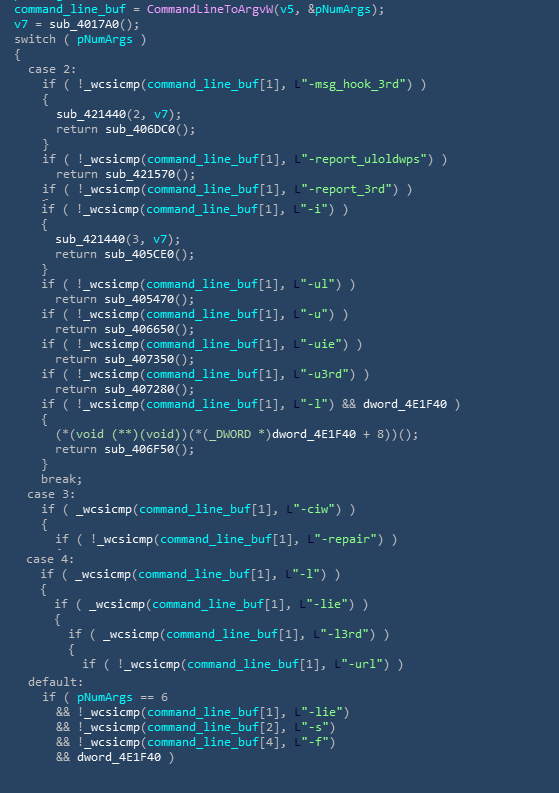 command_line_buf = CommandLineToArgvW(v5, &pNumArgs);
v7 = sub_4017A0();
switch ( pNumArgs )
{
case 2:
if ( !_wcsicmp(command_line_buf[1], L"-msg_hook_3rd") )
{
sub_421440(2, v7);
return sub_406DC0();
}
if ( !_wcsicmp(command_line_buf[1], L"-report_uloldwps") )
return sub_421570();
if ( !_wcsicmp(command_line_buf[1], L"-report_3rd") )
if ( !_wcsicmp(command_line_buf[1], L"-i") )
{
sub_421440(3, v7);
return sub_405CE0();
}
if ( !_wcsicmp(command_line_buf[1], L"-ul") )
return sub_405470();
if ( !_wcsicmp(command_line_buf[1], L"-u") )
return sub_406650();
if ( !_wcsicmp(command_line_buf[1], L"-uie") )
return sub_407350();
if ( !_wcsicmp(command_line_buf[1], L"-u3rd") )
return sub_407280();
if ( !_wcsicmp(command_line_buf[1], L"-l") && dword_4E1F40 )
{
(*(void (**)(void))(*(_DWORD *)dword_4E1F40 + 8))();
return sub_406F50();
}
break;
case 3:
if ( _wcsicmp(command_line_buf[1], L"-ciw") )
{
if ( !_wcsicmp(command_line_buf[1], L"-repair") )
case 4:
if ( _wcsicmp(command_line_buf[1], L"-l") )
{
if ( _wcsicmp(command_line_buf[1], L"-lie") )
{
if ( _wcsicmp(command_line_buf[1], L"-l3rd") )
{
if ( !_wcsicmp(command_line_buf[1], L"-url") )
default:
if ( pNumArgs == 6
&& !_wcsicmp(command_line_buf[1], L"-lie")
&& !_wcsicmp(command_line_buf[2], L"-s")
&& !_wcsicmp(command_line_buf[4], L"-f")
&& dword_4E1F40 )